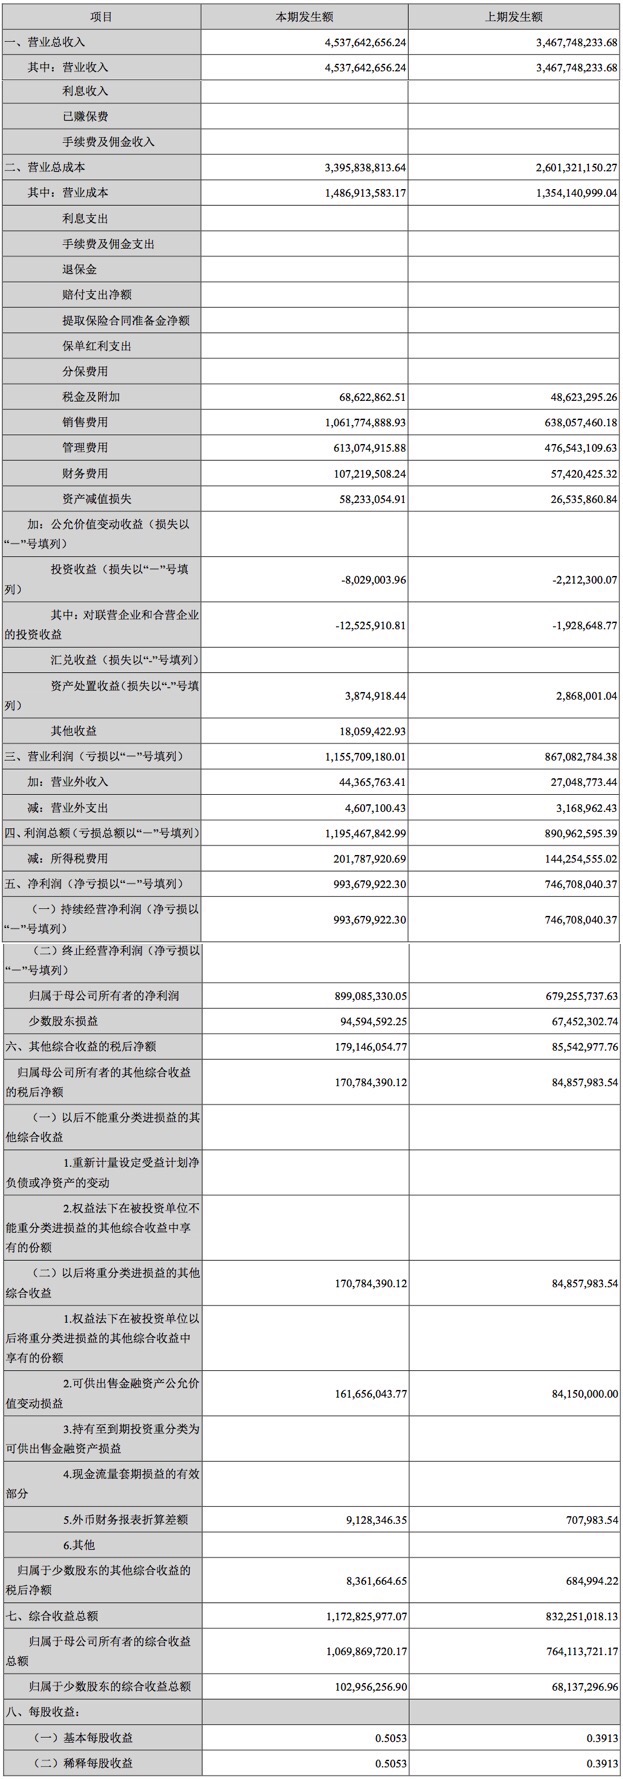 项目 本期发生额 上期发生额
一、营业总收入 4,537,642,656.24 3,467,748,233.68
其中：营业收入 4,537,642,656.24 3,467,748,233.68
利息收入
已赚保费
手续费及佣金收入
二、营业总成本 3,395,838,813.64 2,601,321,150.27
其中：营业成本 1,486,913,583.17 1,354,140,999.04
利息支出
手续费及佣金支出
退保金
赔付支出净额
提取保险合同准备金净额
保单红利支出
分保费用
税金及附加 68,622,862.51 48,623,295.26
销售费用 1,061,774,888.93 638,057,460.18
管理费用 613,074,915.88 476,543,109.63
财务费用 107,219,508.24 57,420,425.32
资产减值损失 58,233,054.91 26,535,860.84
加：公允价值变动收益（损失以
“－”号填列）
投资收益（损失以“－”号填
列） -8,029,003.96 -2,212,300.07
其中：对联营企业和合营企业
的投资收益 -12,525,910.81 -1,928,648.77
汇兑收益（损失以“-”号填列）
资产处置收益（损失以“-”号填
列） 3,874,918.44 2,868,001.04
其他收益 18,059,422.93
三、营业利润（亏损以“－”号填列） 1,155,709,180.01 867,082,784.38
加：营业外收入 44,365,763.41 27,048,773.44
减：营业外支出 4,607,100.43 3,168,962.43
四、利润总额（亏损总额以“－”号填列） 1,195,467,842.99 890,962,595.39
减：所得税费用 201,787,920.69 144,254,555.02
五、净利润（净亏损以“－”号填列） 993,679,922.30 746,708,040.37
（一）持续经营净利润（净亏损以
“－”号填列） 993,679,922.30 746,708,040.37
（二）终止经营净利润（净亏损以
“－”号填列）
归属于母公司所有者的净利润 899,085,330.05 679,255,737.63
少数股东损益 94,594,592.25 67,452,302.74
六、其他综合收益的税后净额 179,146,054.77 85,542,977.76
归属母公司所有者的其他综合收益
的税后净额 170,784,390.12 84,857,983.54
（一）以后不能重分类进损益的其
他综合收益
1.重新计量设定受益计划净
负债或净资产的变动
2.权益法下在被投资单位不
能重分类进损益的其他综合收益中享
有的份额
（二）以后将重分类进损益的其他
综合收益 170,784,390.12 84,857,983.54
1.权益法下在被投资单位以
后将重分类进损益的其他综合收益中
享有的份额
2.可供出售金融资产公允价
值变动损益 161,656,043.77 84,150,000.00
3.持有至到期投资重分类为
可供出售金融资产损益
4.现金流量套期损益的有效
部分
5.外币财务报表折算差额 9,128,346.35 707,983.54
6.其他
归属于少数股东的其他综合收益的
税后净额 8,361,664.65 684,994.22
七、综合收益总额 1,172,825,977.07 832,251,018.13
归属于母公司所有者的综合收益
总额 1,069,869,720.17 764,113,721.17
归属于少数股东的综合收益总额 102,956,256.90 68,137,296.96
八、每股收益：
（一）基本每股收益 0.5053 0.3913
（二）稀释每股收益 0.5053 0.3913